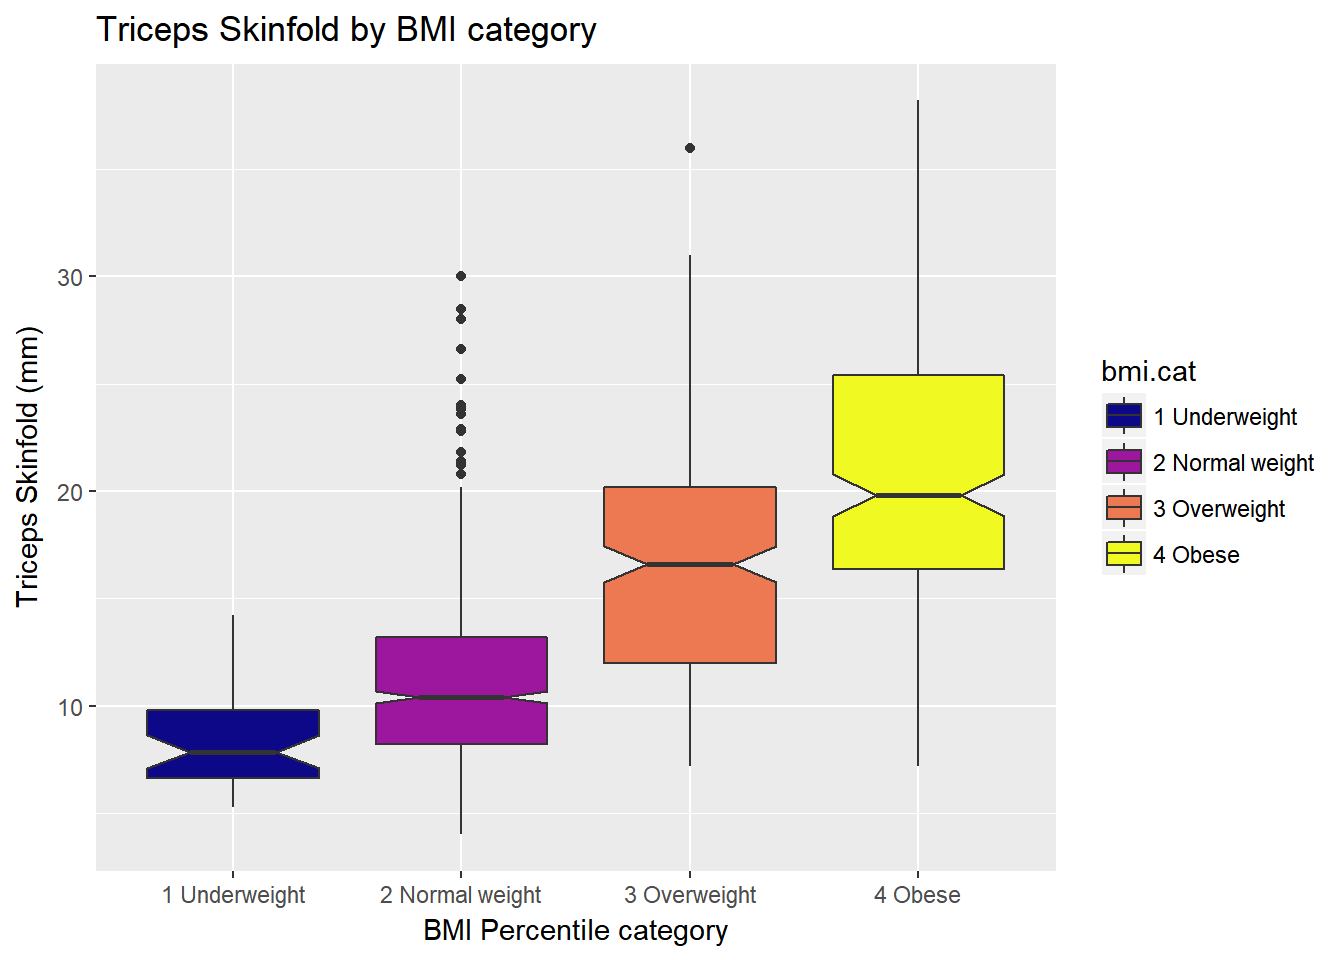 Triceps Skinfold by BMI category
Triceps Skinfold (mm)
30
20
10
1 Underweight
2 Normal weight
3 Overweight
4 Obese
BMI Percentile category
bmi.cat
1 Underweight
2 Normal weight
3 Overweight
4 Obese